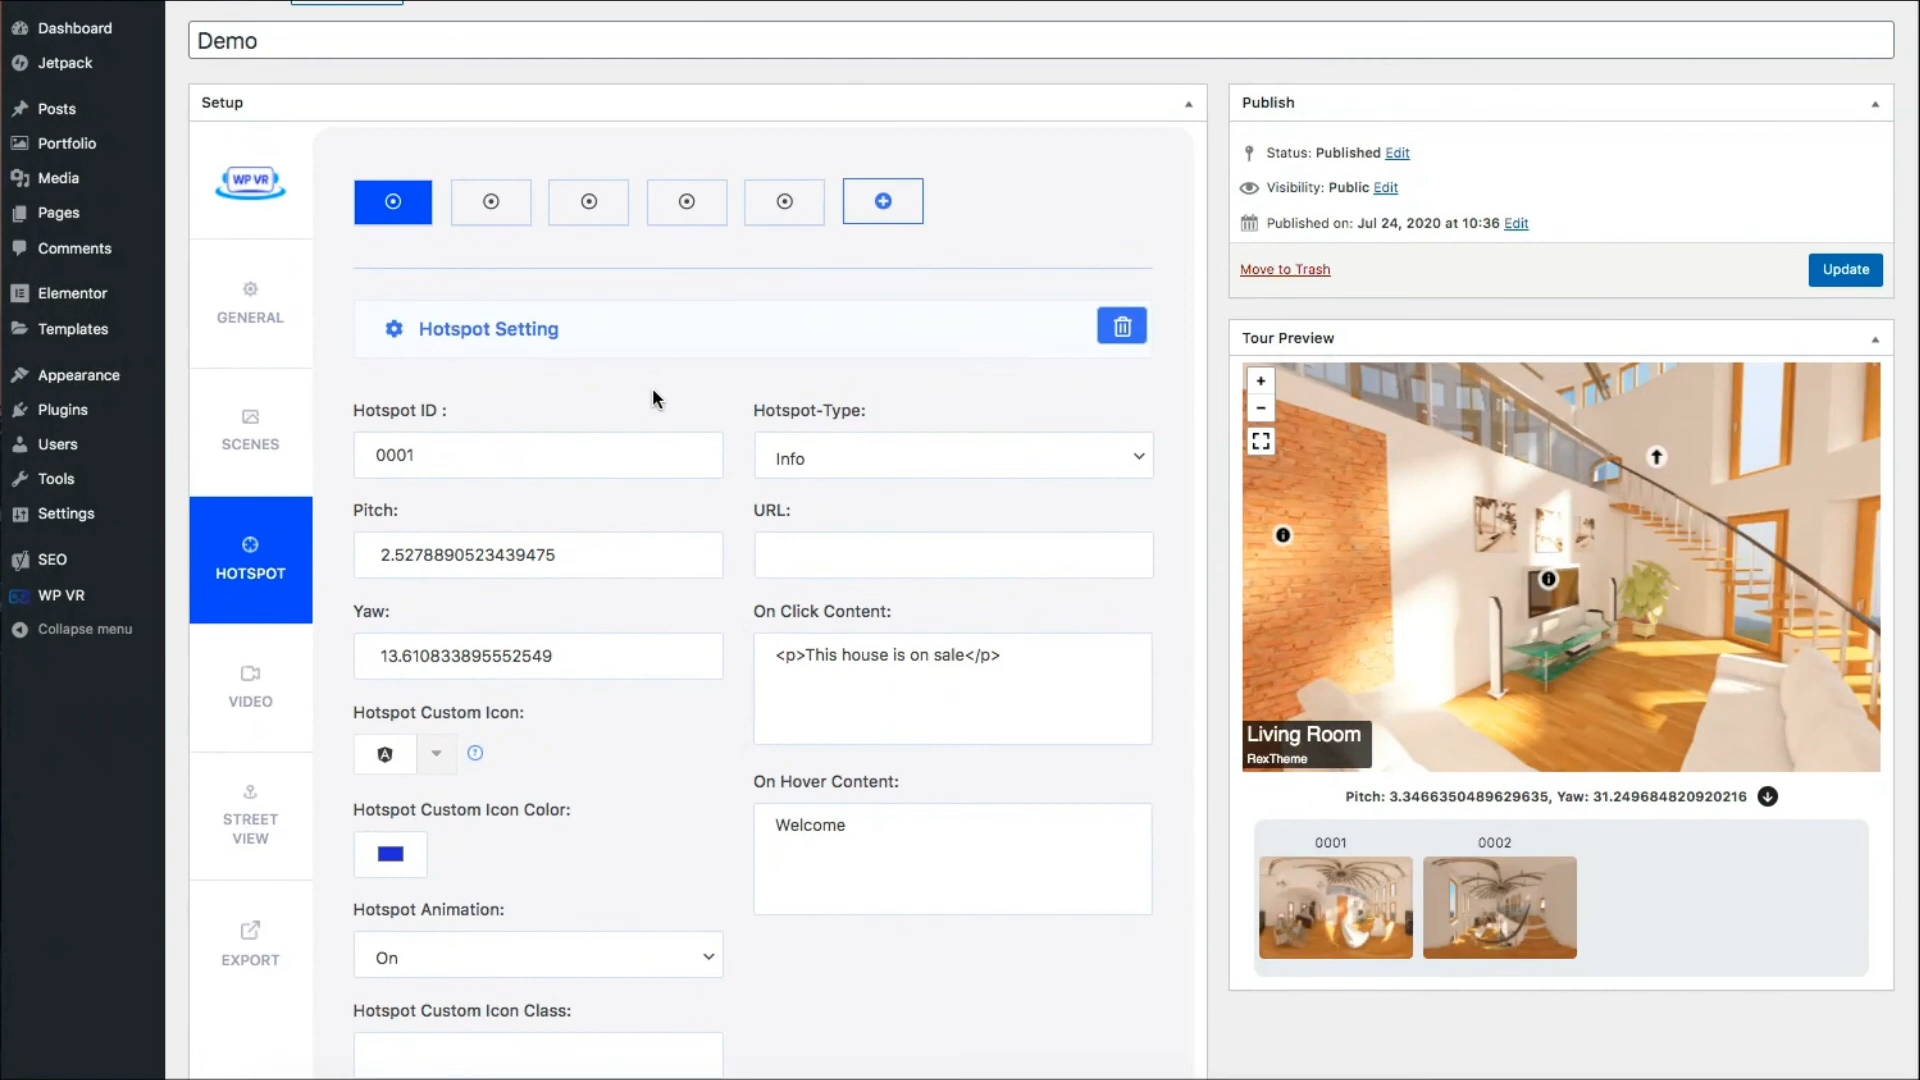 Dashboard
Jetpack
Posts
Portfolio
Media
Pages
Comments
Elementor
Templates
Appearance
Plugins
Users
Tools
Settings
SEO
WP VR
Collapse menu
Demo
Setup
WP VR
GENERAL
SCENES
HOTSPOT
VIDEO
STREET
VIEW
EXPORT
Hotspot Setting
Hotspot ID :
0001
Pitch:
2.5278890523439475
Yaw:
13.610833895552549
Hotspot Custom Icon:
Hotspot Custom Icon Color:
Hotspot Animation:
On
Hotspot Custom Icon Class:
Hotspot-Type:
Info
URL:
On Click Content:
<p>This house is on sale</p>
On Hover Content:
Welcome
Publish
Status: Published Edit
Visibility: Public Edit
Published on: Jul 24, 2020 at 10:36 Edit
Move to Trash
Update
Tour Preview
Living Room
RexTheme
Pitch: 3.3466350489629635, Yaw: 31.249684820920216
0001
0002